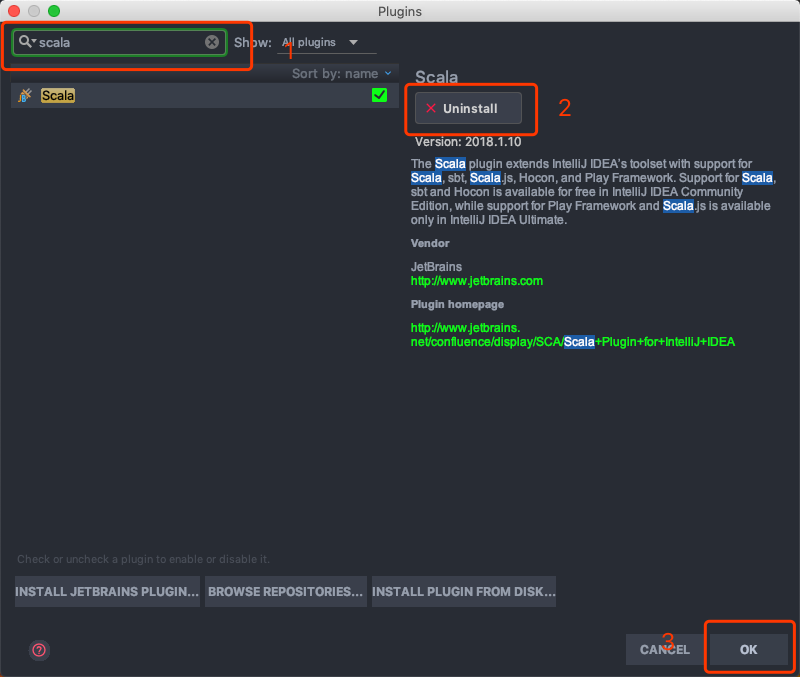 Plugins
scala
Show: All plugins
1
Sort by: name
Scala
Scala
Uninstall
2
Version: 2018.1.10
The Scala plugin extends IntelliJ IDEA's toolset with support for
Scala, sbt, Scala.js, Hocon, and Play Framework. Support for Scala,
sbt and Hocon is available for free in IntelliJ IDEA Community
Edition, while support for Play Framework and Scala.js is available
only in IntelliJ IDEA Ultimate.
Vendor
JetBrains
http://www.jetbrains.com
Plugin homepage
http://www.jetbrains.
net/confluence/display/SCA/Scala+Plugin+for+IntelliJ+IDEA
Check or uncheck a plugin to enable or disable it.
INSTALL JETBRAINS PLUGIN... BROWSE REPOSITORIES... INSTALL PLUGIN FROM DISK...
3
? CANCEL OK